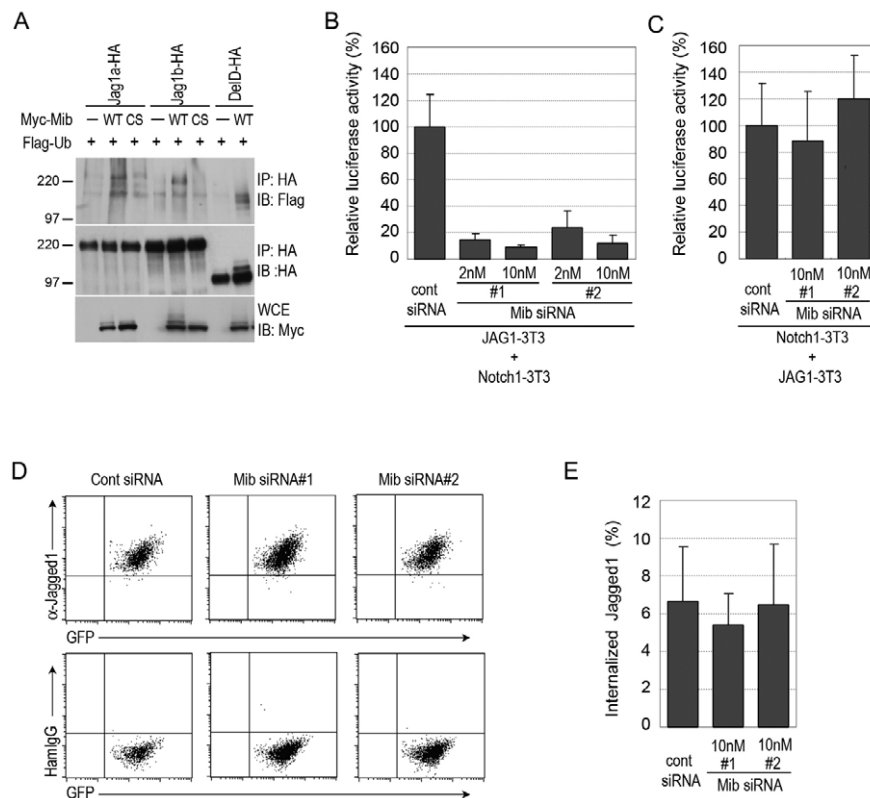 A
Jag1a-HA
Jag1b-HA
DelD-HA
Myc-Mib — WT CS — WT CS — WT
Flag-Ub + + + + + + + +
220
97
IP: HA
IB: Flag
220
97
IP: HA
IB :HA
WCE
IB: Myc
B
Relative luciferase activity (%)
160
140
120
100
80
60
40
20
0
cont
siRNA
2nM 10nM 2nM 10nM
#1 #2
Mib siRNA
JAG1-3T3
+
Notch1-3T3
C
Relative luciferase activity (%)
160
140
120
100
80
60
40
20
0
cont
siRNA
10nM 10nM
#1 #2
Mib siRNA
Notch1-3T3
+
JAG1-3T3
D
Cont siRNA Mib siRNA#1 Mib siRNA#2
α-Jagged1
GFP
HamIgG
GFP
E
Internalized Jagged1 (%)
12
10
8
6
4
2
0
cont
siRNA
10nM 10nM
#1 #2
Mib siRNA